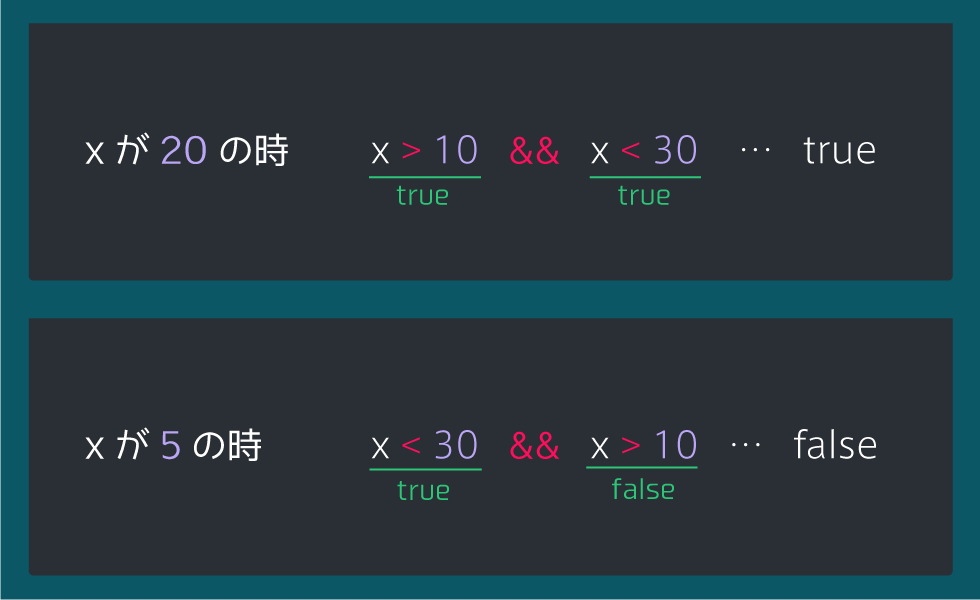 x が 20 の時 x > 10 && x < 30 … true
true true
x が 5 の時 x < 30 && x > 10 … false
true false